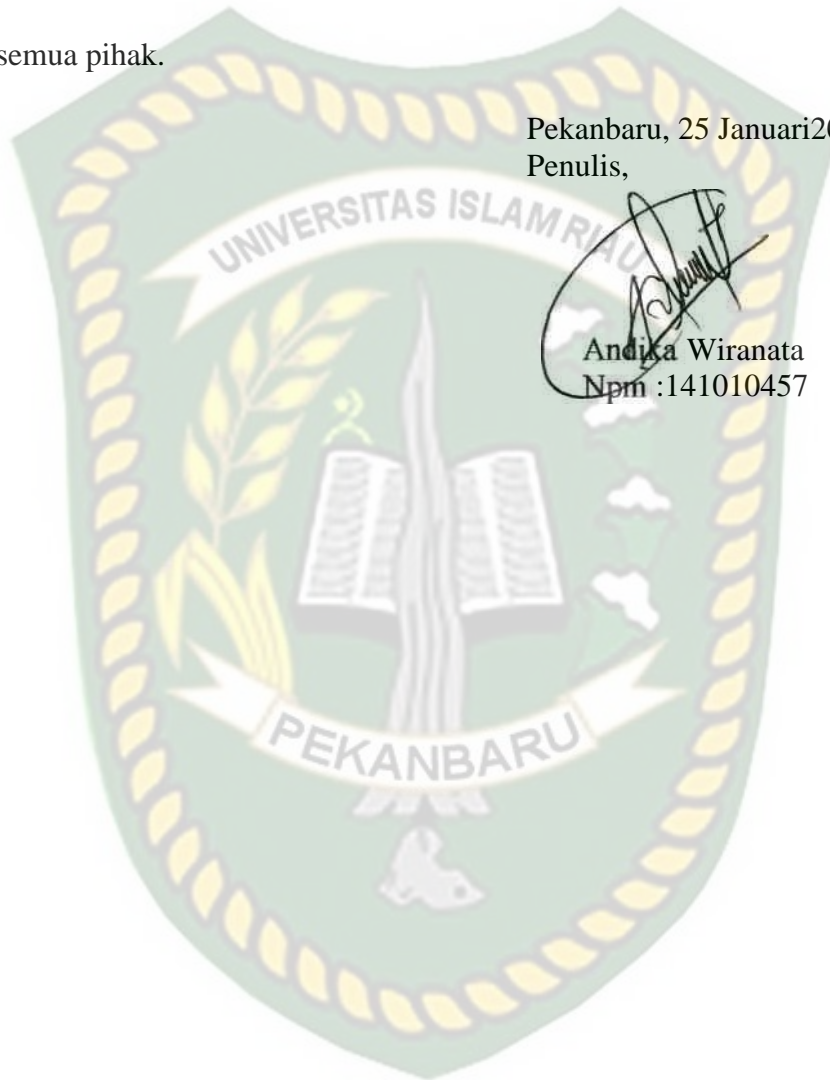 semua pihak.
Pekanbaru, 25 Januari20
Penulis,
UNIVERSITAS ISLAM RIAU
Andika Wiranata
Npm :141010457
PEKANBARU